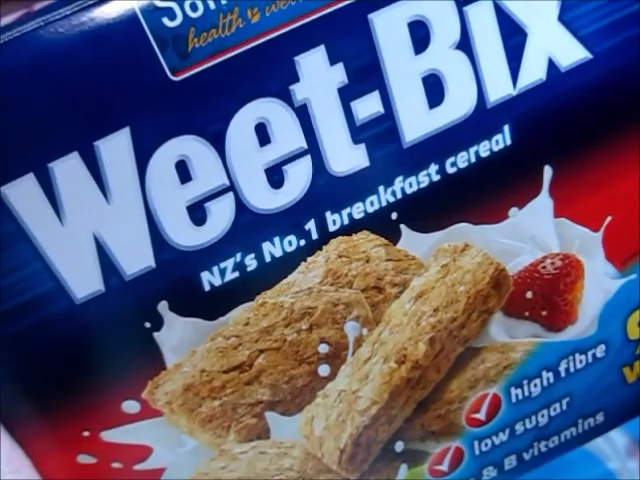 health
Weet-Bix
NZ's No.1 breakfast cereal
high fibre
low sugar
& B vitamins